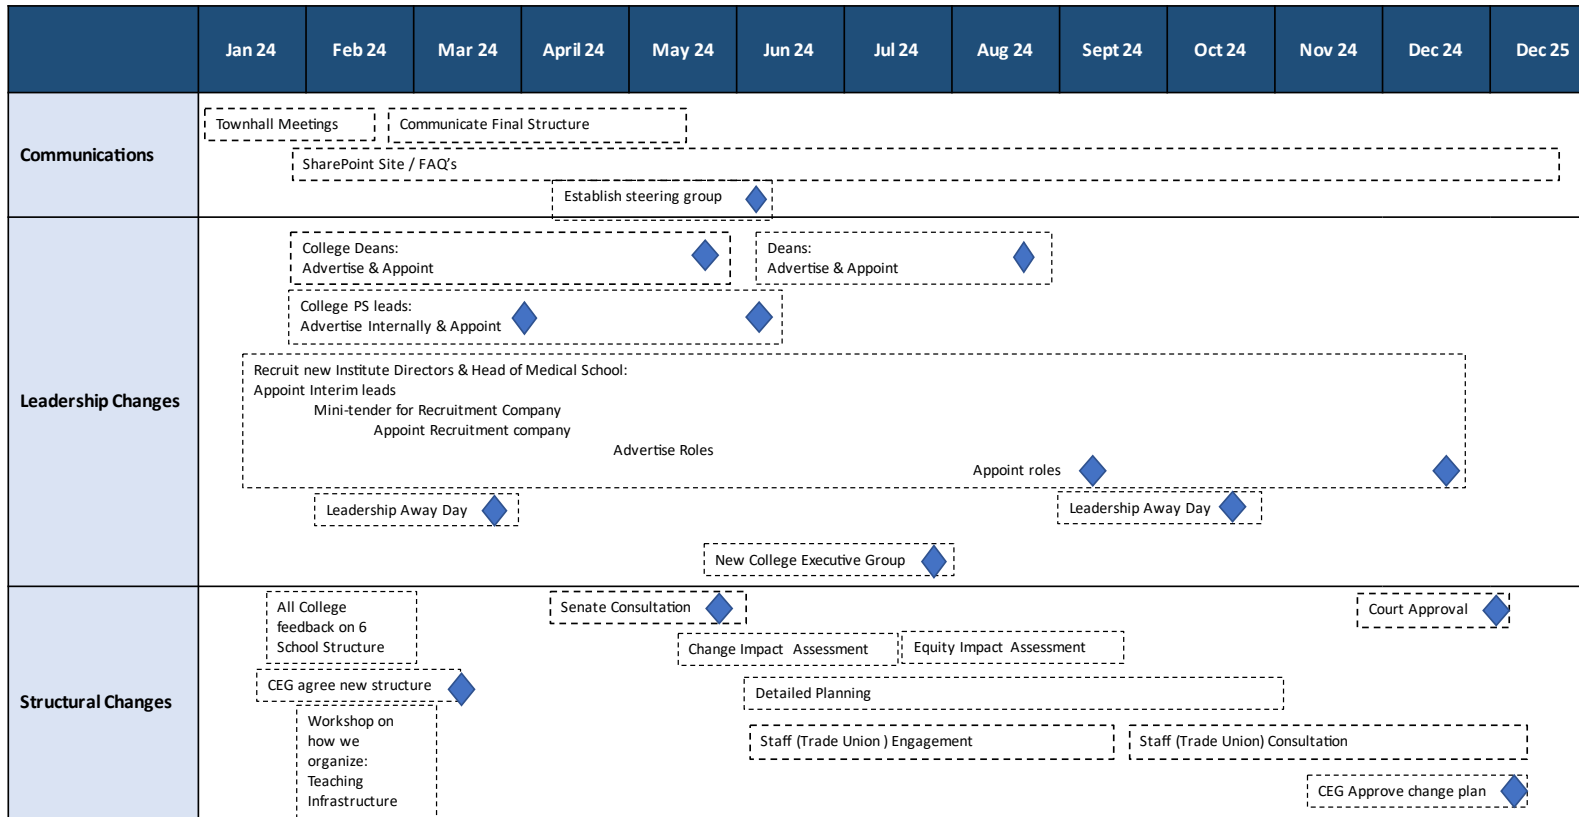 Jan 24
Feb 24
Mar 24
April 24
May 24
Jun 24
Jul 24
Aug 24
Sept 24
Oct 24
Nov 24
Dec 24
Dec 25
Communications
Townhall Meetings
Communicate Final Structure
SharePoint Site / FAQ's
Establish steering group
Leadership Changes
College Deans:
Advertise & Appoint
Deans:
Advertise & Appoint
College PS leads:
Advertise Internally & Appoint
Recruit new Institute Directors & Head of Medical School:
Appoint Interim leads
Mini-tender for Recruitment Company
Appoint Recruitment company
Advertise Roles
Appoint roles
Leadership Away Day
Leadership Away Day
New College Executive Group
Structural Changes
All College
feedback on 6
School Structure
Senate Consultation
Court Approval
Change Impact Assessment
Equity Impact Assessment
CEG agree new structure
Detailed Planning
Workshop on
how we
organize:
Teaching
Infrastructure
Staff (Trade Union ) Engagement
Staff (Trade Union) Consultation
CEG Approve change plan